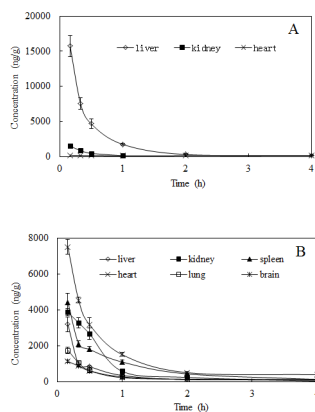 20000
A
liver kidney heart
15000
10000
5000
0
0 1 2 3 4
Concentration (ng/g)
Time (h)
8000
B
liver kidney spleen
heart lung brain
6000
4000
2000
0
0 1 2 3 4
Concentration (ng/g)
Time (h)